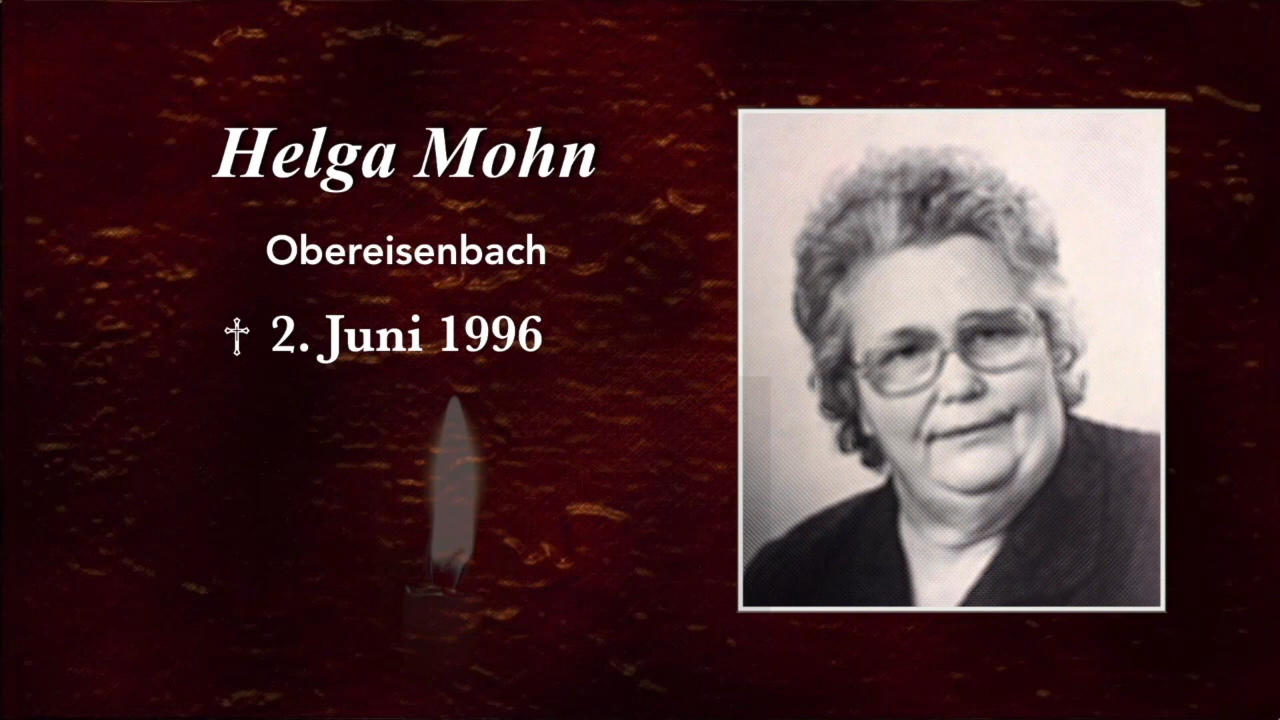 Helga Mohn
Obereisenbach
† 2. Juni 1996